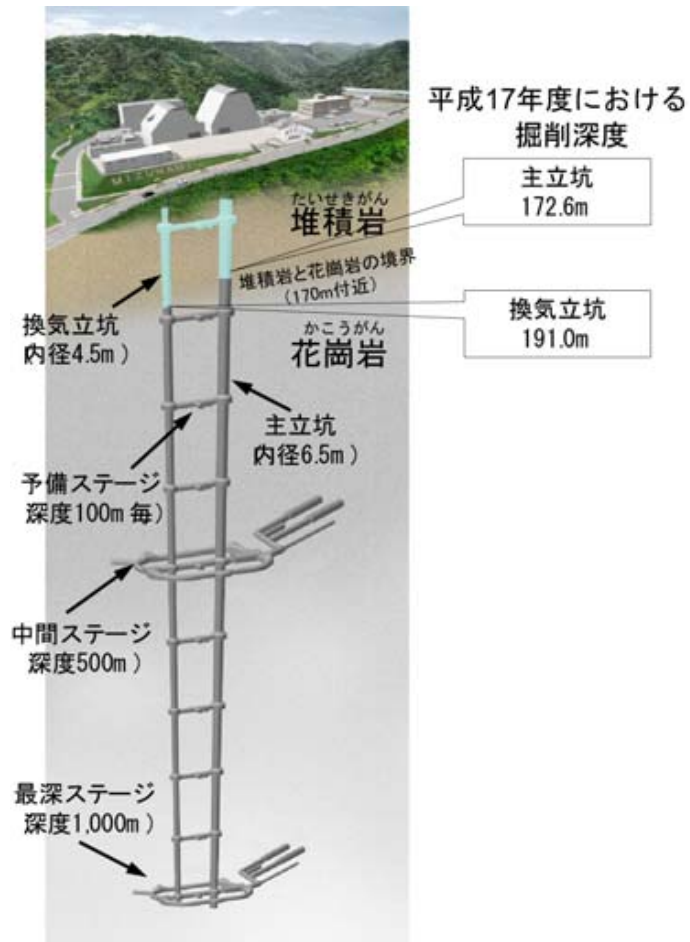 平成17年度における
掘削深度
主立坑
172.6m
MIZUNAMI
たいせきがん
堆積岩
堆積岩と花崗岩の境界
（170m付近）
換気立坑
191.0m
換気立坑
（内径4.5m）
かこうがん
花崗岩
主立坑
（内径6.5m）
予備ステージ
（深度100m 毎）
中間ステージ
（深度500m）
最深ステージ
（深度1,000m）